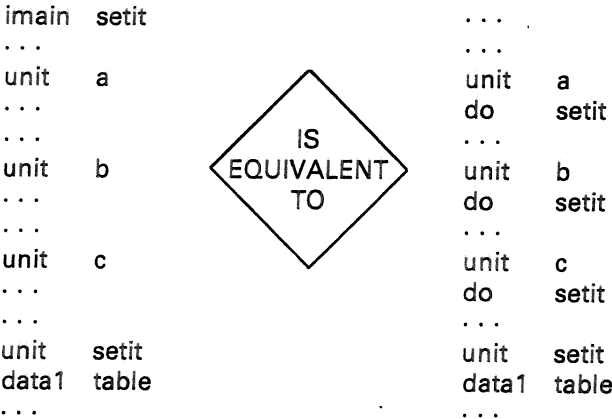 imain setit
. . .
unit a
. . .
. . .
unit b
. . .
. . .
unit c
. . .
. . .
unit setit
data1 table
. . .
IS
EQUIVALENT
TO
. . .
. . .
unit a
do setit
. . .
unit b
do setit
. . .
unit c
do setit
. . .
unit setit
data1 table
. . .